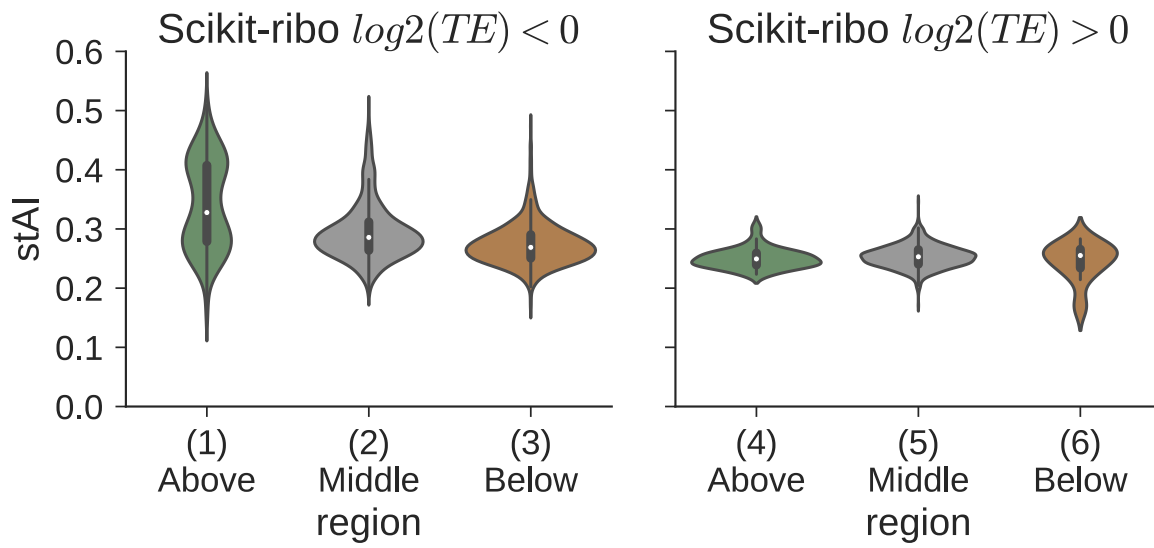 Scikit-ribo log2(TE) < 0
Scikit-ribo log2(TE) > 0
stAI
0.6
0.5
0.4
0.3
0.2
0.1
0.0
(1) (2) (3)
Above Middle Below
region
(4) (5) (6)
Above Middle Below
region